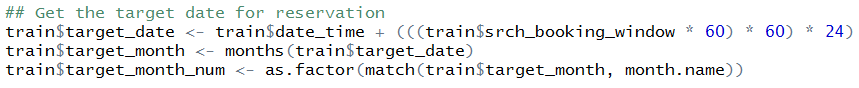 ## Get the target date for reservation
train$target_date <- train$date_time + (((train$srch_booking_window * 60) * 60) * 24)
train$target_month <- months(train$target_date)
train$target_month_num <- as.factor(match(train$target_month, month.name))